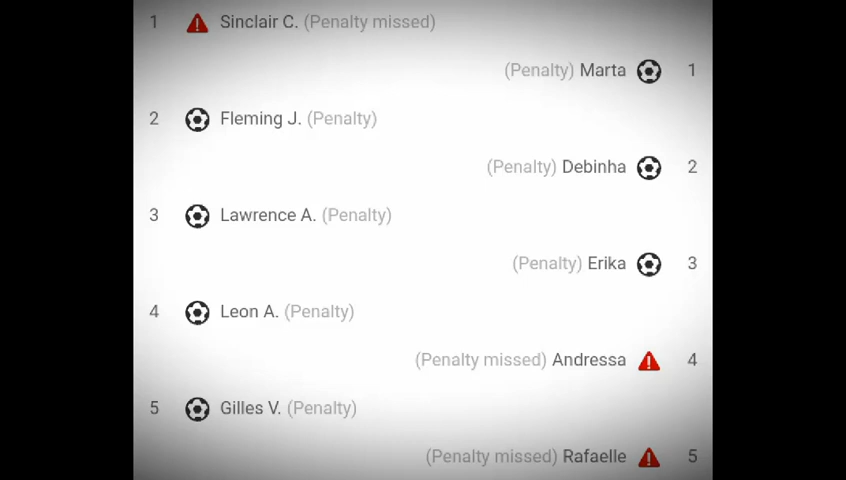 1 Sinclair C. (Penalty missed)
(Penalty) Marta 1
2 Fleming J. (Penalty)
(Penalty) Debinha 2
3 Lawrence A. (Penalty)
(Penalty) Erika 3
4 Leon A. (Penalty)
(Penalty missed) Andressa 4
5 Gilles V. (Penalty)
(Penalty missed) Rafaelle 5